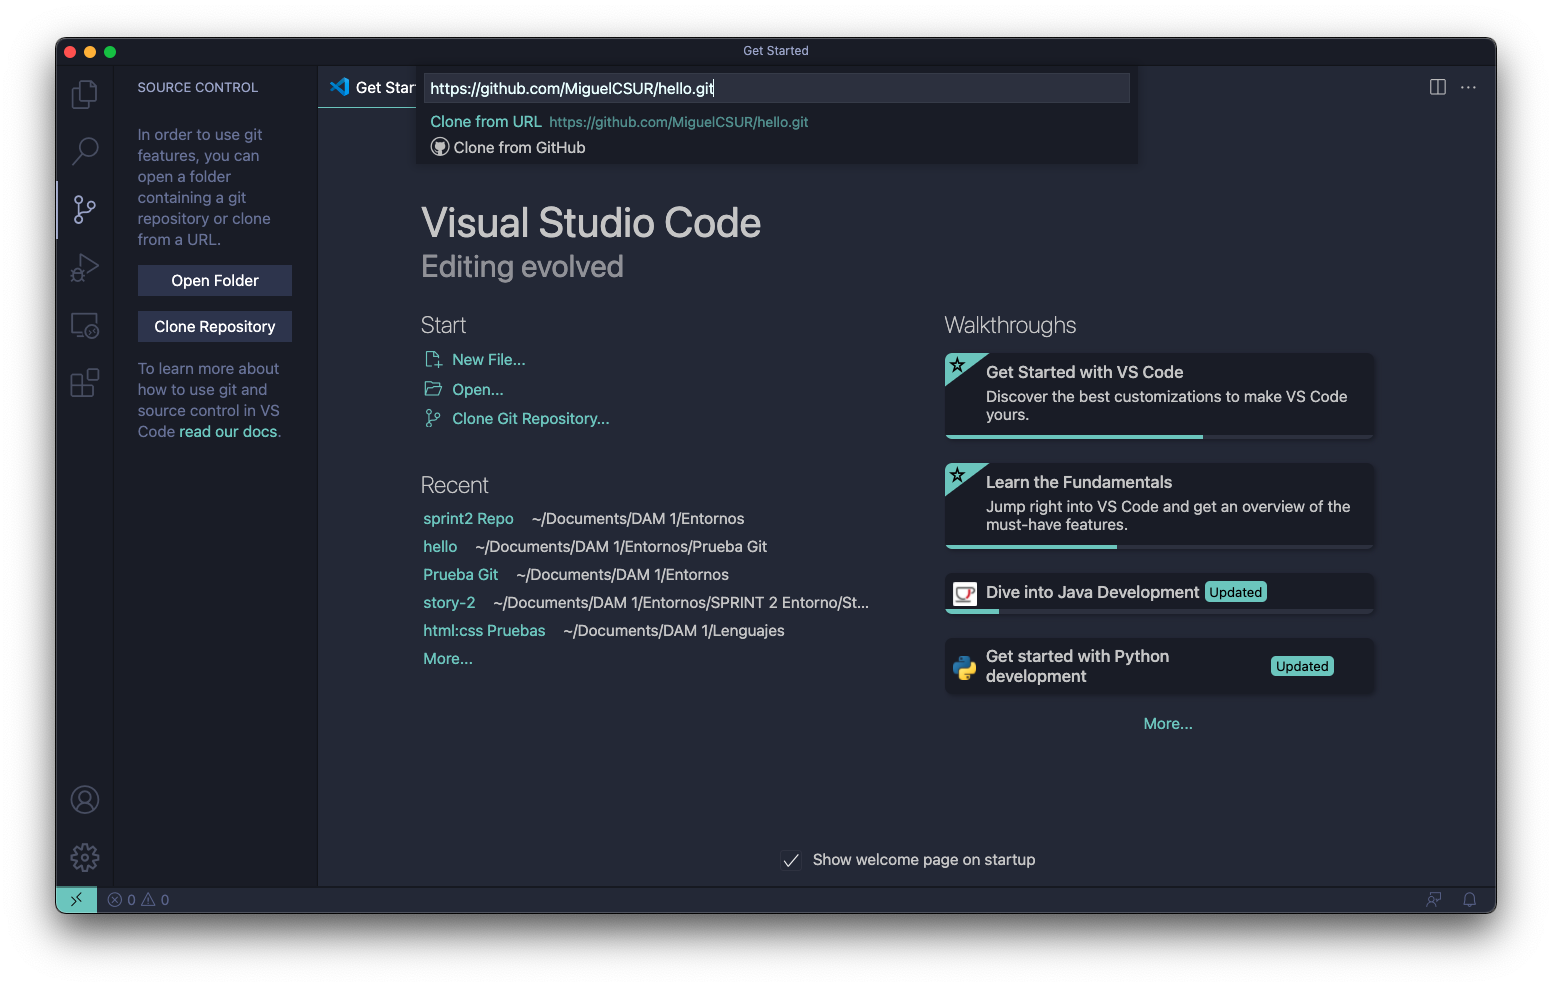 Get Started
SOURCE CONTROL
In order to use git
features, you can
open a folder
containing a git
repository or clone
from a URL.
Open Folder
Clone Repository
To learn more about
how to use git and
source control in VS
Code read our docs.
Get Star
https://github.com/MiguelCSUR/hello.git
Clone from URL https://github.com/MiguelCSUR/hello.git
Clone from GitHub
Visual Studio Code
Editing evolved
Start
New File...
Open...
Clone Git Repository...
Recent
sprint2 Repo ~/Documents/DAM 1/Entornos
hello ~/Documents/DAM 1/Entornos/Prueba Git
Prueba Git ~/Documents/DAM 1/Entornos
story-2 ~/Documents/DAM 1/Entornos/SPRINT 2 Entorno/St...
html:css Pruebas ~/Documents/DAM 1/Lenguajes
More...
Walkthroughs
Get Started with VS Code
Discover the best customizations to make VS Code
yours.
Learn the Fundamentals
Jump right into VS Code and get an overview of the
must-have features.
Dive into Java Development Updated
Get started with Python
development
Updated
More...
Show welcome page on startup
0 0